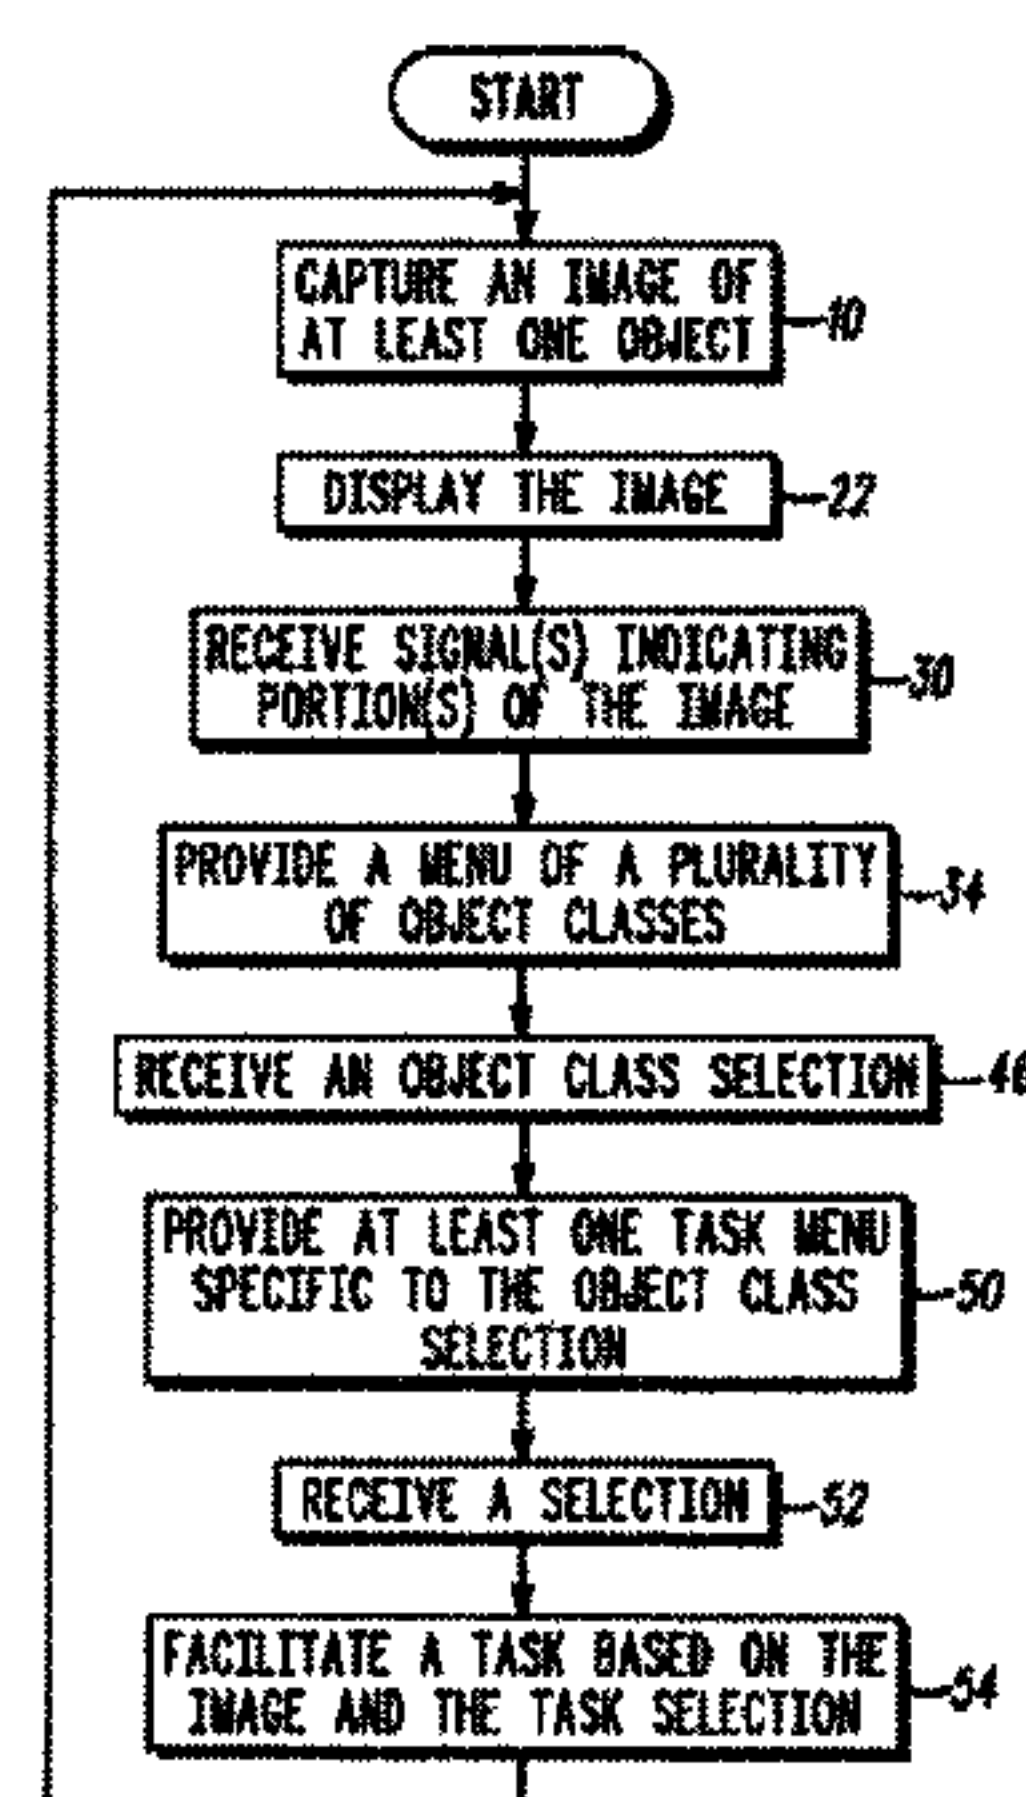 START
CAPTURE AN IMAGE OF
AT LEAST ONE OBJECT
10
DISPLAY THE IMAGE
22
RECEIVE SIGNAL(S) INDICATING
PORTION(S) OF THE IMAGE
30
PROVIDE A MENU OF A PLURALITY
OF OBJECT CLASSES
34
RECEIVE AN OBJECT CLASS SELECTION
PROVIDE AT LEAST ONE TASK MENU
SPECIFIC TO THE OBJECT CLASS
SELECTION
50
RECEIVE A SELECTION
52
FACILITATE A TASK BASED ON THE
IMAGE AND THE TASK SELECTION
54